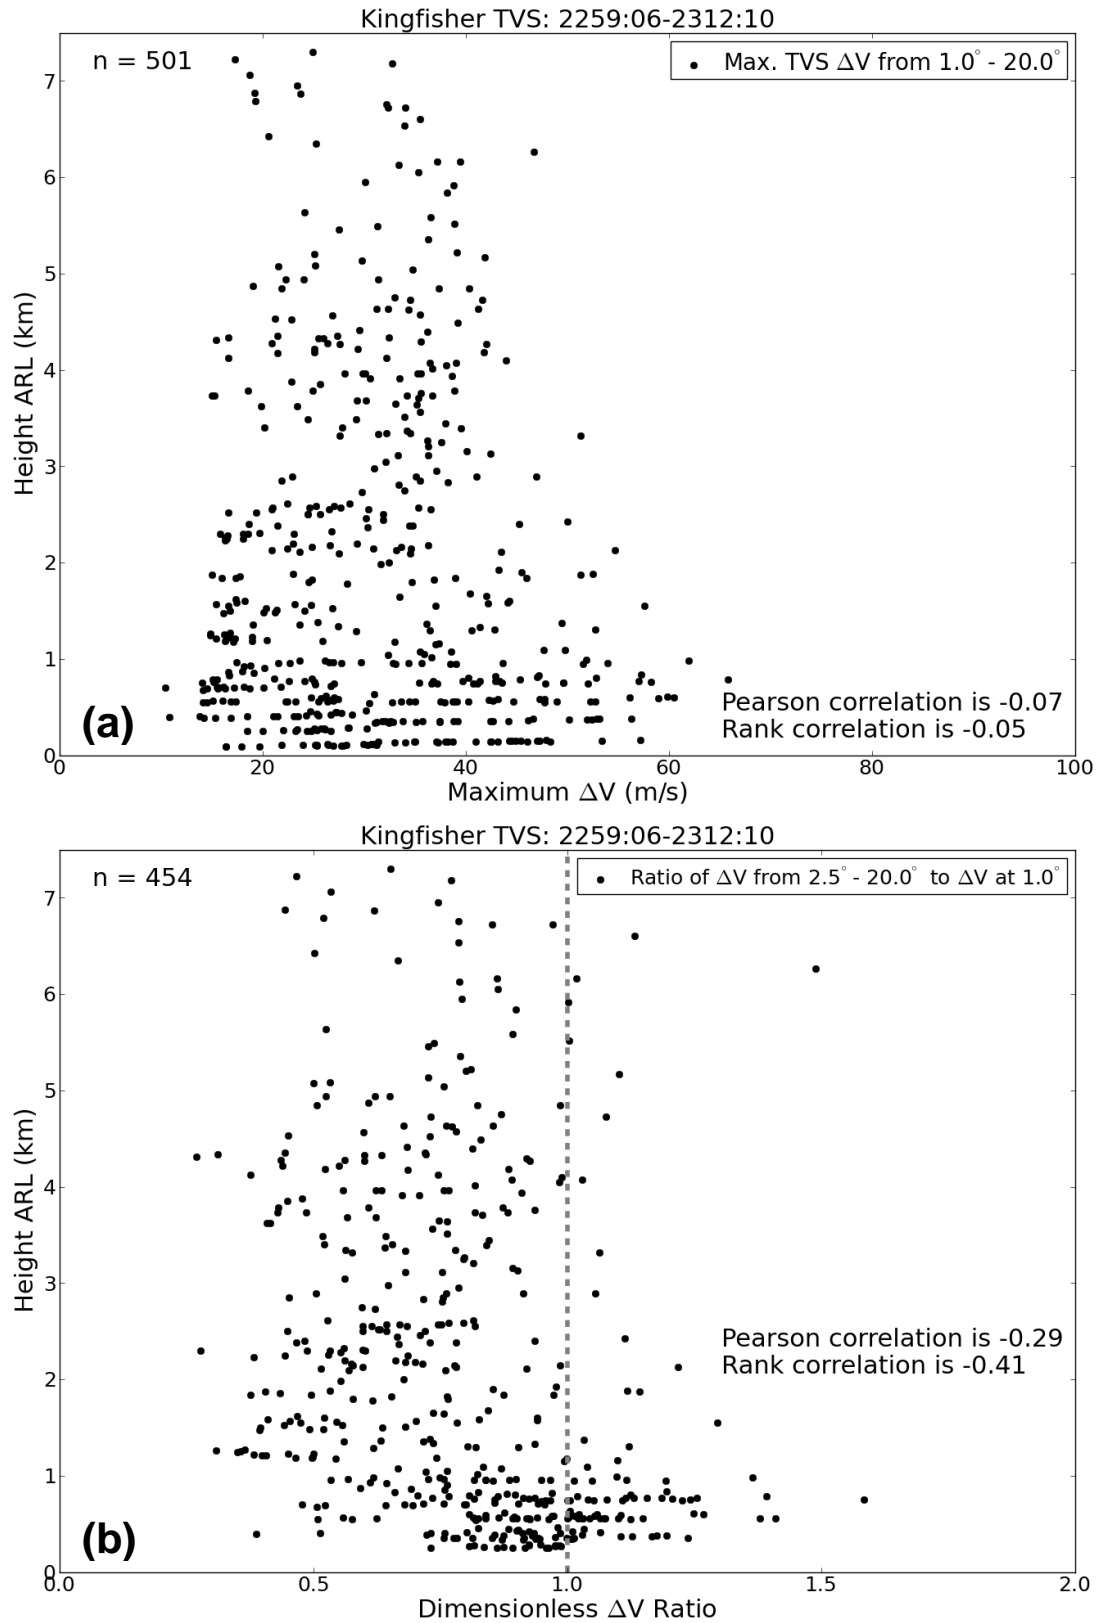 Kingfisher TVS: 2259:06-2312:10
n = 501
Max. TVS ΔV from 1.0° - 20.0°
7
6
5
4
3
2
1
0
Height ARL (km)
Pearson correlation is -0.07
Rank correlation is -0.05
(a)
0 20 40 60 80 100
Maximum ΔV (m/s)
Kingfisher TVS: 2259:06-2312:10
n = 454
Ratio of ΔV from 2.5° - 20.0° to ΔV at 1.0°
7
6
5
4
3
2
1
0
Height ARL (km)
Pearson correlation is -0.29
Rank correlation is -0.41
(b)
0.0 0.5 1.0 1.5 2.0
Dimensionless ΔV Ratio